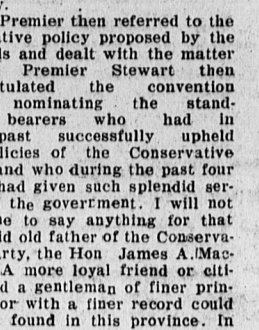 y.
Premier then referred to the
tive policy proposed by the
ls and dealt with the matter
Premier Stewart then
tulated the convention
nominating the stand-
bearers who had in
past successfully upheld
licies of the Conservative
and who during the past four
had given such splendid ser-
the goverrment. I will not
e to say anything for that
id old father of the Conserva-
rty, the Hon James A. Mac-
A more loyal friend or citi-
d a gentleman of finer prin-
or with a finer record could
found in this province. In